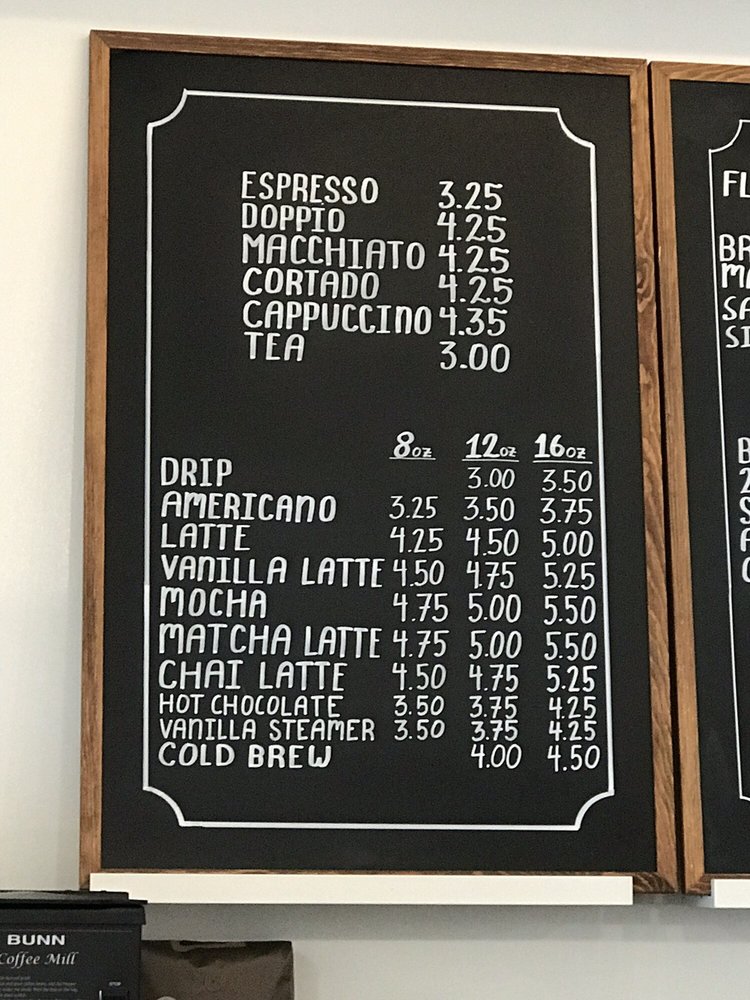 ESPRESSO 3.25
DOPPIO 4.25
MACCHIATO 4.25
CORTADO 4.25
CAPPUCCINO 4.35
TEA 3.00
8oz 12oz 16oz
DRIP 3.00 3.50
AMERICANO 3.25 3.50 3.75
LATTE 4.25 4.50 5.00
VANILLA LATTE 4.50 4.75 5.25
MOCHA 4.75 5.00 5.50
MATCHA LATTE 4.75 5.00 5.50
CHAI LATTE 4.50 4.75 5.25
HOT CHOCOLATE 3.50 3.75 4.25
VANILLA STEAMER 3.50 3.75 4.25
COLD BREW 4.00 4.50
BUNN
Coffee Mill